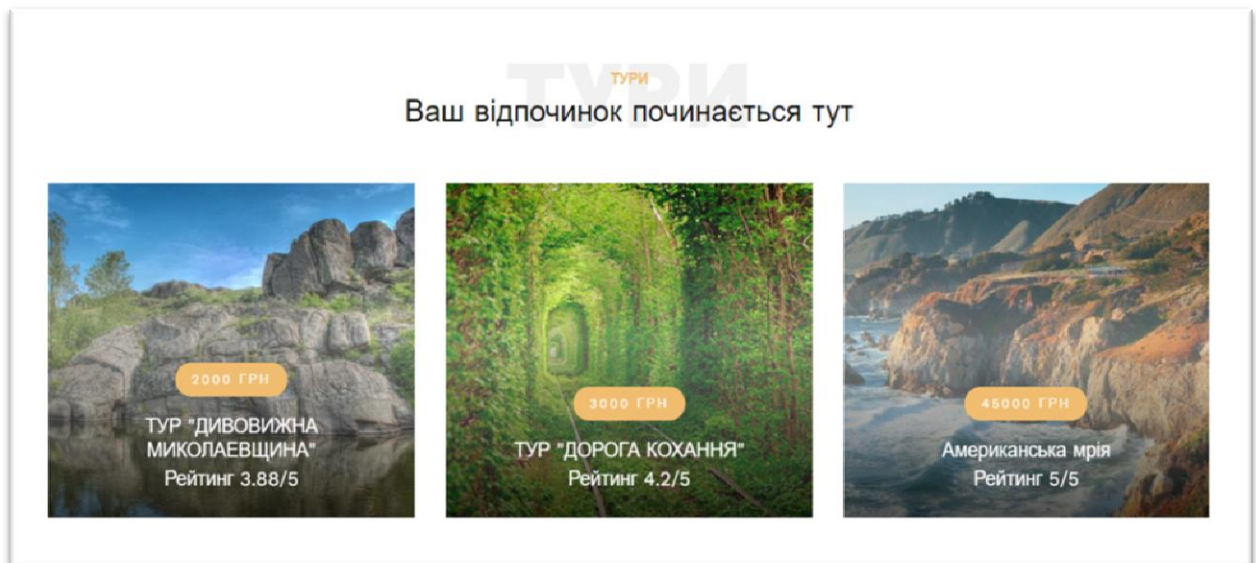 ТУРИ
ТУРИ
Ваш відпочинок починається тут
2000 ГРН
ТУР "ДИВОВИЖНА
МИКОЛАЕВЩИНА"
Рейтинг 3.88/5
3000 ГРН
ТУР "ДОРОГА КОХАННЯ"
Рейтинг 4.2/5
45000 ГРН
Американська мрія
Рейтинг 5/5